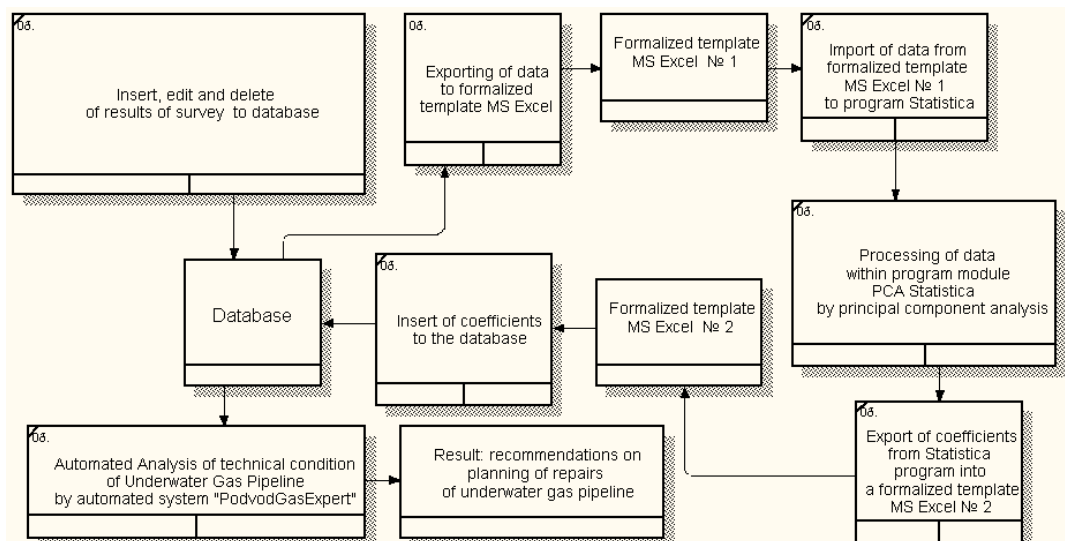 0б.
Insert, edit and delete
of results of survey to database
0б.
Exporting of data
to formalized
template MS Excel
Formalized template
MS Excel № 1
0б.
Import of data from
formalized template
MS Excel № 1
to program Statistica
0б.
Processing of data
within program module
PCA Statistica
by principal component analysis
0б.
Export of coefficients
from Statistica
program into
a formalized template
MS Excel № 2
Formalized template
MS Excel № 2
0б.
Insert of coefficients
to the database
Database
0б.
Automated Analysis of technical condition
of Underwater Gas Pipeline
by automated system "PodvodGasExpert"
Result: recommendations on
planning of repairs
of underwater gas pipeline